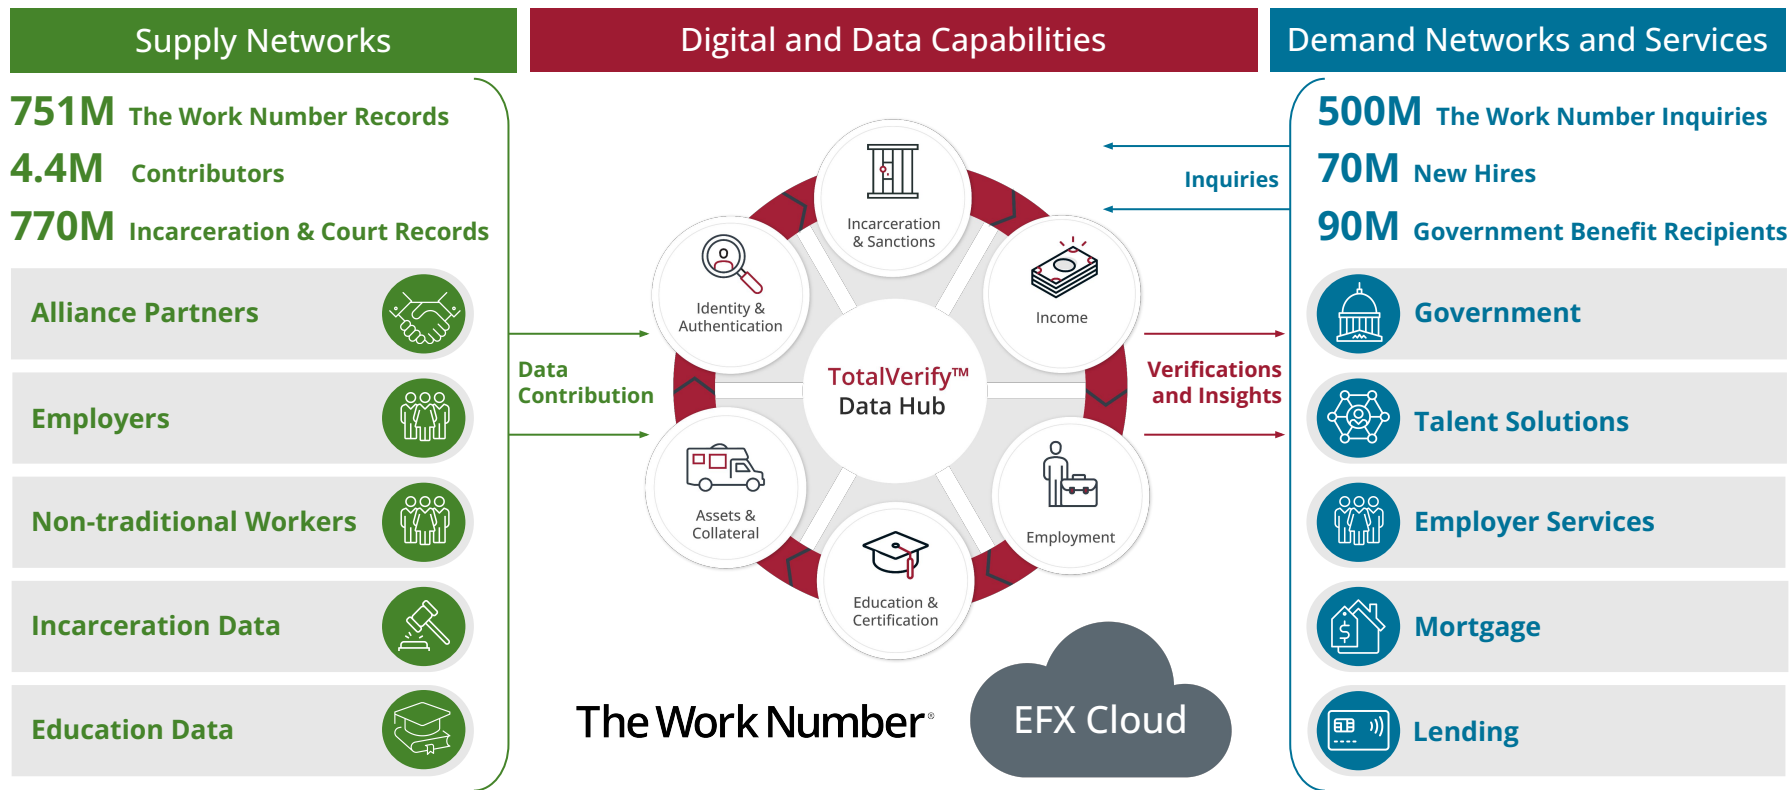 Supply Networks
751M The Work Number Records
4.4M Contributors
770M Incarceration & Court Records
Alliance Partners
Employers
Non-traditional Workers
Incarceration Data
Education Data
Data
Contribution
Digital and Data Capabilities
Incarceration
& Sanctions
Identity &
Authentication
Income
TotalVerify™
Data Hub
Assets &
Collateral
Employment
Education &
Certification
The Work Number®
EFX Cloud
Inquiries
Verifications
and Insights
Demand Networks and Services
500M The Work Number Inquiries
70M New Hires
90M Government Benefit Recipients
Government
Talent Solutions
Employer Services
Mortgage
Lending